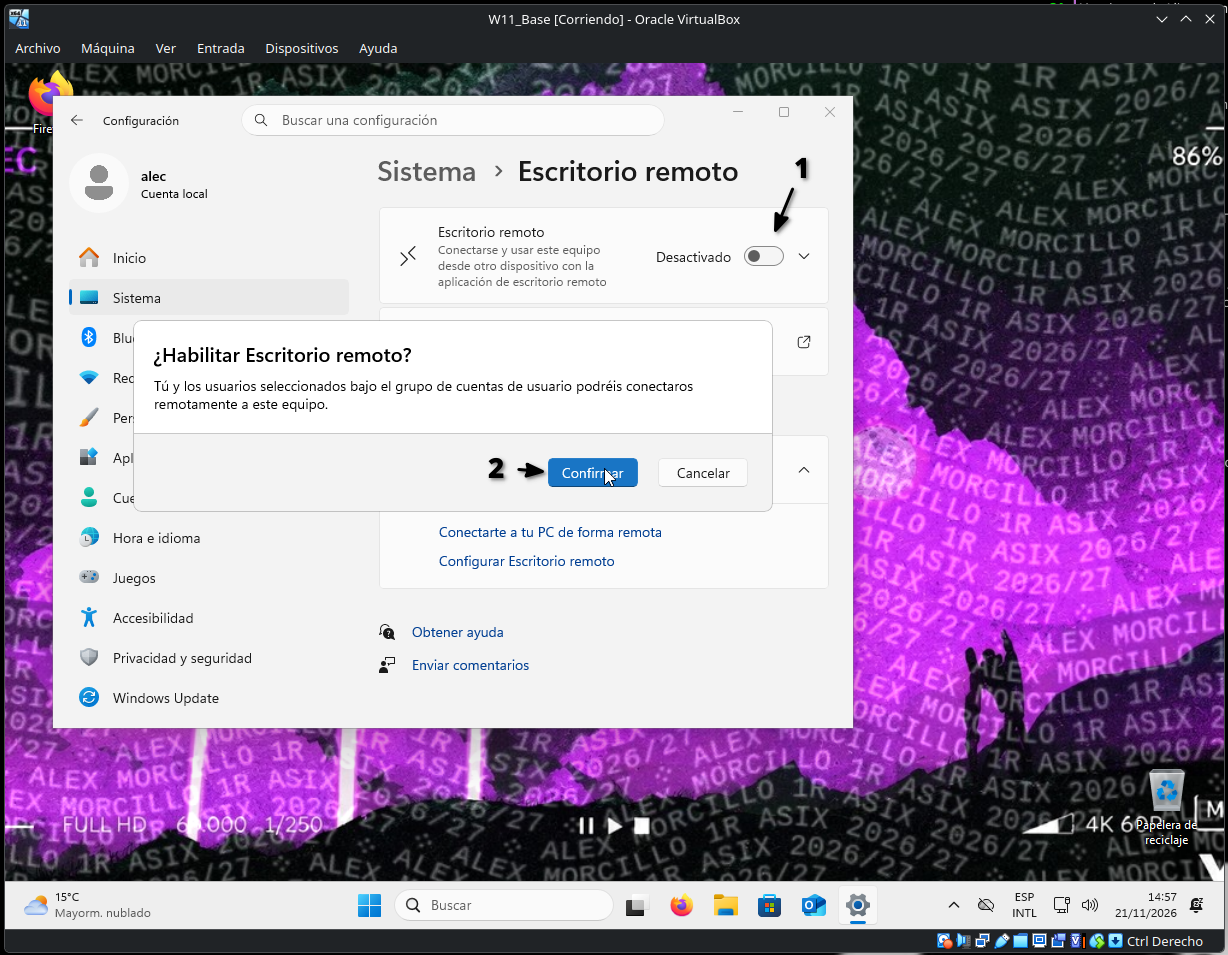 W11_Base [Corriendo] - Oracle VirtualBox
Archivo Máquina Ver Entrada Dispositivos Ayuda
Configuración
Buscar una configuración
86%
alec
Cuenta local
Sistema > Escritorio remoto
1
Escritorio remoto
Conectarse y usar este equipo
desde otro dispositivo con la
aplicación de escritorio remoto
Desactivado
Inicio
Sistema
¿Habilitar Escritorio remoto?
Tú y los usuarios seleccionados bajo el grupo de cuentas de usuario podréis conectaros
remotamente a este equipo.
2
Confirmar
Cancelar
Conectarte a tu PC de forma remota
Configurar Escritorio remoto
Hora e idioma
Juegos
Accesibilidad
Privacidad y seguridad
Windows Update
Obtener ayuda
Enviar comentarios
ALEX MORCILLO 1R ASIX 2026/27
FULL HD 60.000 1/250
4K
Papelera de
reciclaje
15°C
Mayorm. nublado
Buscar
ESP
INTL
14:57
21/11/2026
Ctrl Derecho